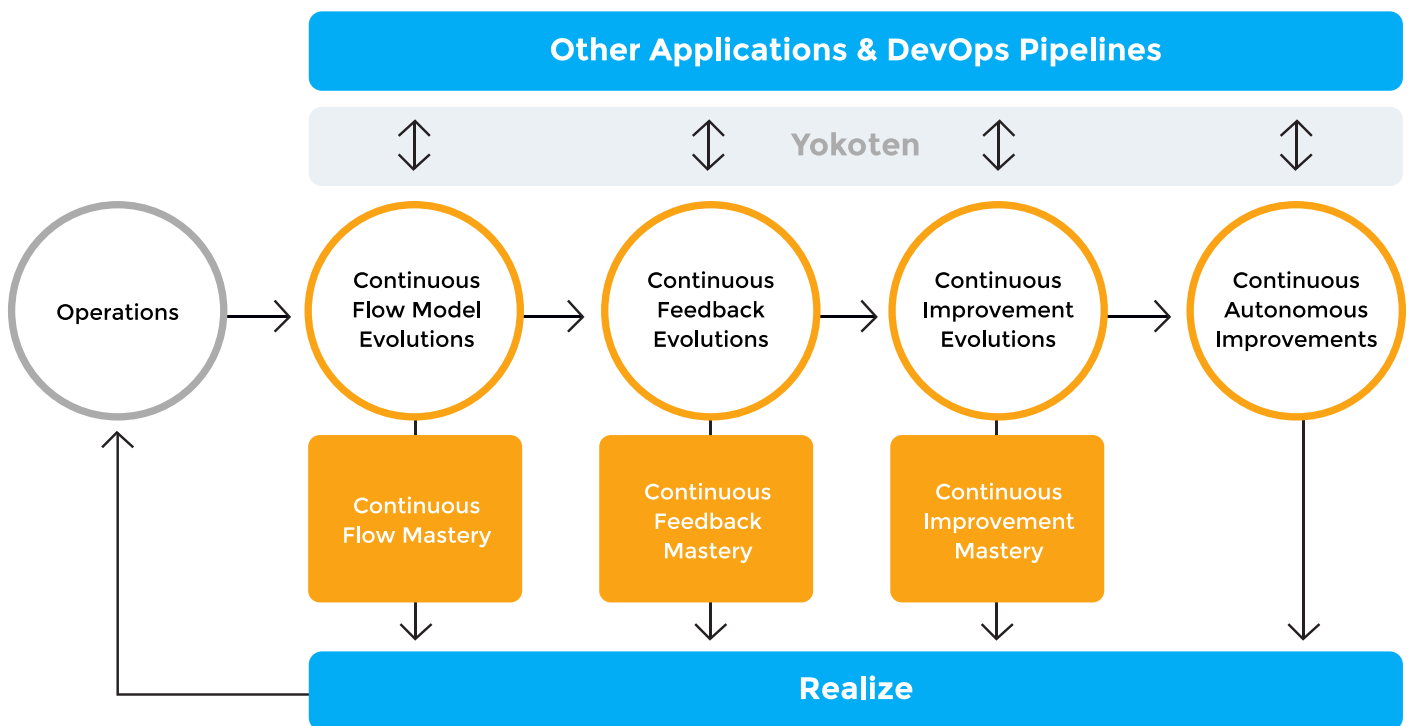 Other Applications & DevOps Pipelines
Yokoten
Operations
Continuous
Flow Model
Evolutions
Continuous
Feedback
Evolutions
Continuous
Improvement
Evolutions
Continuous
Autonomous
Improvements
Continuous
Flow Mastery
Continuous
Feedback
Mastery
Continuous
Improvement
Mastery
Realize